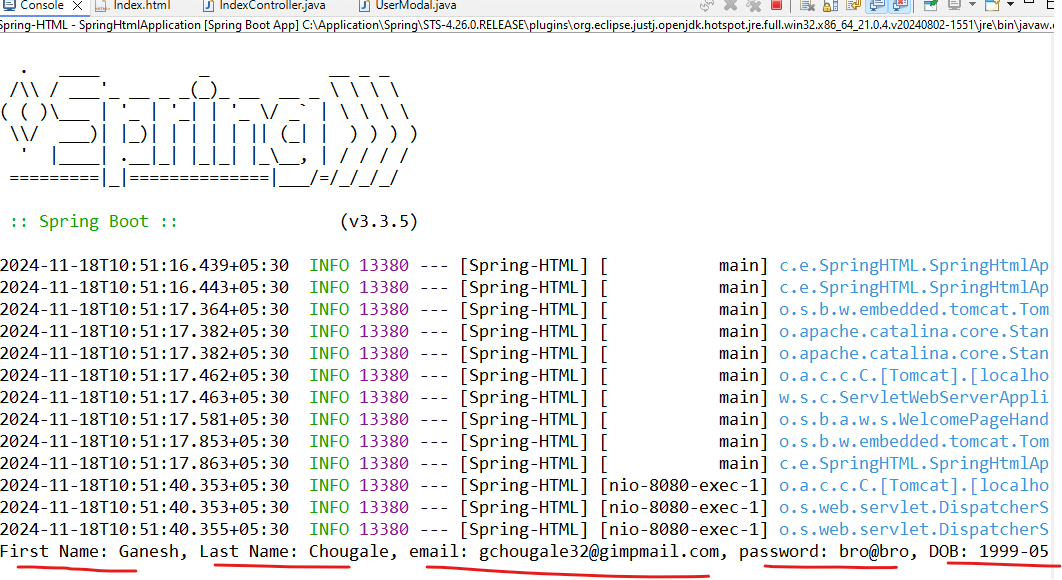 Console Index.html IndexController.java UserModal.java
Spring-HTML - SpringHtmlApplication [Spring Boot App] C:\Application\Spring\STS-4.26.0.RELEASE\plugins\org.eclipse.justj.openjdk.hotspot.jre.full.win32.x86_64_21.0.4.v20240802-1551\jre\bin\javaw.
Spring
:: Spring Boot :: (v3.3.5)
2024-11-18T10:51:16.439+05:30 INFO 13380 --- [Spring-HTML] [ main] c.e.SpringHTML.SpringHtmlAp
2024-11-18T10:51:16.443+05:30 INFO 13380 --- [Spring-HTML] [ main] c.e.SpringHTML.SpringHtmlAp
2024-11-18T10:51:17.364+05:30 INFO 13380 --- [Spring-HTML] [ main] o.s.b.w.embedded.tomcat.Tom
2024-11-18T10:51:17.382+05:30 INFO 13380 --- [Spring-HTML] [ main] o.apache.catalina.core.Stan
2024-11-18T10:51:17.382+05:30 INFO 13380 --- [Spring-HTML] [ main] o.apache.catalina.core.Stan
2024-11-18T10:51:17.462+05:30 INFO 13380 --- [Spring-HTML] [ main] o.a.c.c.C.[Tomcat].[localho
2024-11-18T10:51:17.463+05:30 INFO 13380 --- [Spring-HTML] [ main] w.s.c.ServletWebServerAppli
2024-11-18T10:51:17.581+05:30 INFO 13380 --- [Spring-HTML] [ main] o.s.b.a.w.s.WelcomePageHand
2024-11-18T10:51:17.853+05:30 INFO 13380 --- [Spring-HTML] [ main] o.s.b.w.embedded.tomcat.Tom
2024-11-18T10:51:17.863+05:30 INFO 13380 --- [Spring-HTML] [ main] c.e.SpringHTML.SpringHtmlAp
2024-11-18T10:51:40.353+05:30 INFO 13380 --- [Spring-HTML] [nio-8080-exec-1] o.a.c.c.C.[Tomcat].[localho
2024-11-18T10:51:40.353+05:30 INFO 13380 --- [Spring-HTML] [nio-8080-exec-1] o.s.web.servlet.DispatcherS
2024-11-18T10:51:40.355+05:30 INFO 13380 --- [Spring-HTML] [nio-8080-exec-1] o.s.web.servlet.DispatcherS
First Name: Ganesh, Last Name: Chougale, email: gchougale32@gimpmail.com, password: bro@bro, DOB: 1999-05